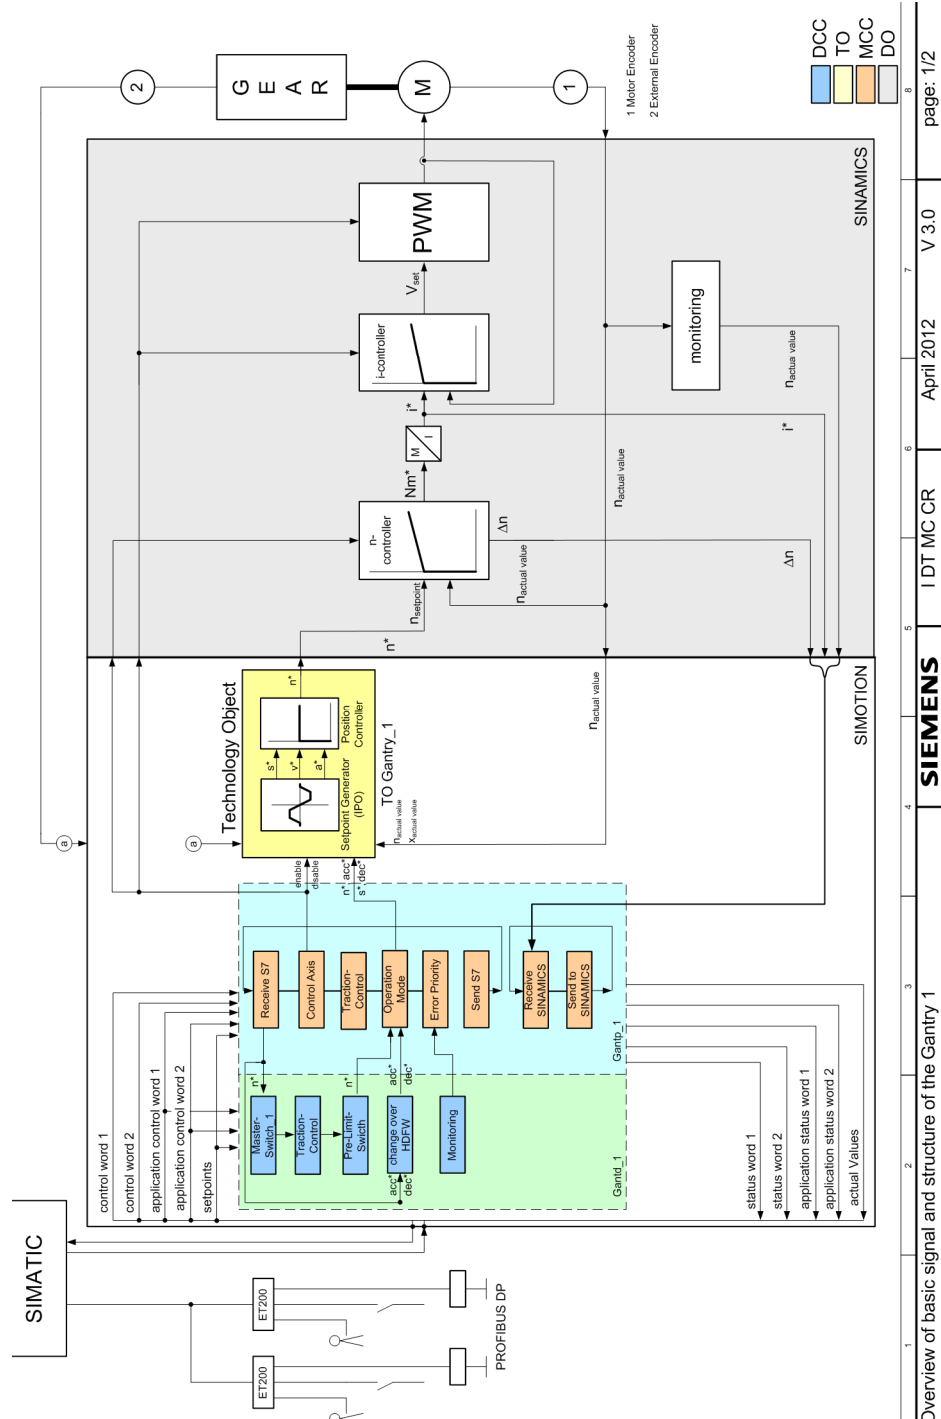 SIMATIC
ET200
ET200
PROFIBUS DP
control word 1
control word 2
application control word 1
application control word 2
setpoints
n*
Master-
Switch_1
Traction-
Control
Pre-Limit-
Swicth
change over
HDFW
Monitoring
acc*
dec*
n*
acc*
dec*
Gantd_1
Receive S7
Control Axis
Traction-
Control
Operation
Mode
Error Priority
Send S7
Receive
SINAMICS
Send to
SINAMICS
Gantp_1
status word 1
status word 2
application status word 1
application status word 2
actual Values
a
a
enable
disable
n* acc*
s* dec*
Technology Object
Setpoint Generator
(IPO)
s*
v*
a*
Position
Controller
n*
TO Gantry_1
nactual value
xactual value
nactual value
SIMOTION
n*
nsetpoint
n-
controller
nactual value
Δn
Nm*
M
I
i*
i-controller
Vset
PWM
nactual value
Δn
i*
monitoring
nactual value
SINAMICS
2
GEAR
M
1
1 Motor Encoder
2 External Encoder
DCC
TO
MCC
DO
1
2
3
4
5
6
7
8
Overview of basic signal and structure of the Gantry 1
SIEMENS
I DT MC CR
April 2012
V 3.0
page: 1/2